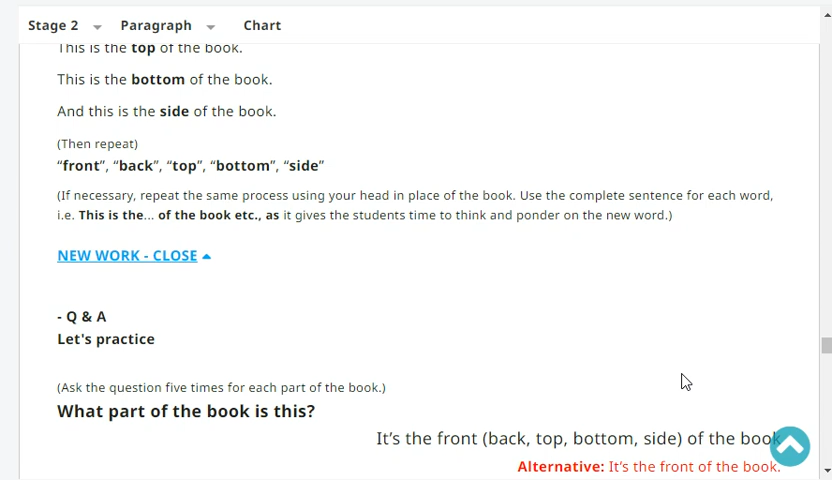 Stage 2 Paragraph Chart
This is the top of the book.
This is the bottom of the book.
And this is the side of the book.
(Then repeat)
“front”, “back”, “top”, “bottom”, “side”
(If necessary, repeat the same process using your head in place of the book. Use the complete sentence for each word,
i.e. This is the... of the book etc., as it gives the students time to think and ponder on the new word.)
NEW WORK - CLOSE
- Q & A
Let's practice
(Ask the question five times for each part of the book.)
What part of the book is this?
It’s the front (back, top, bottom, side) of the book
Alternative: It’s the front of the book.